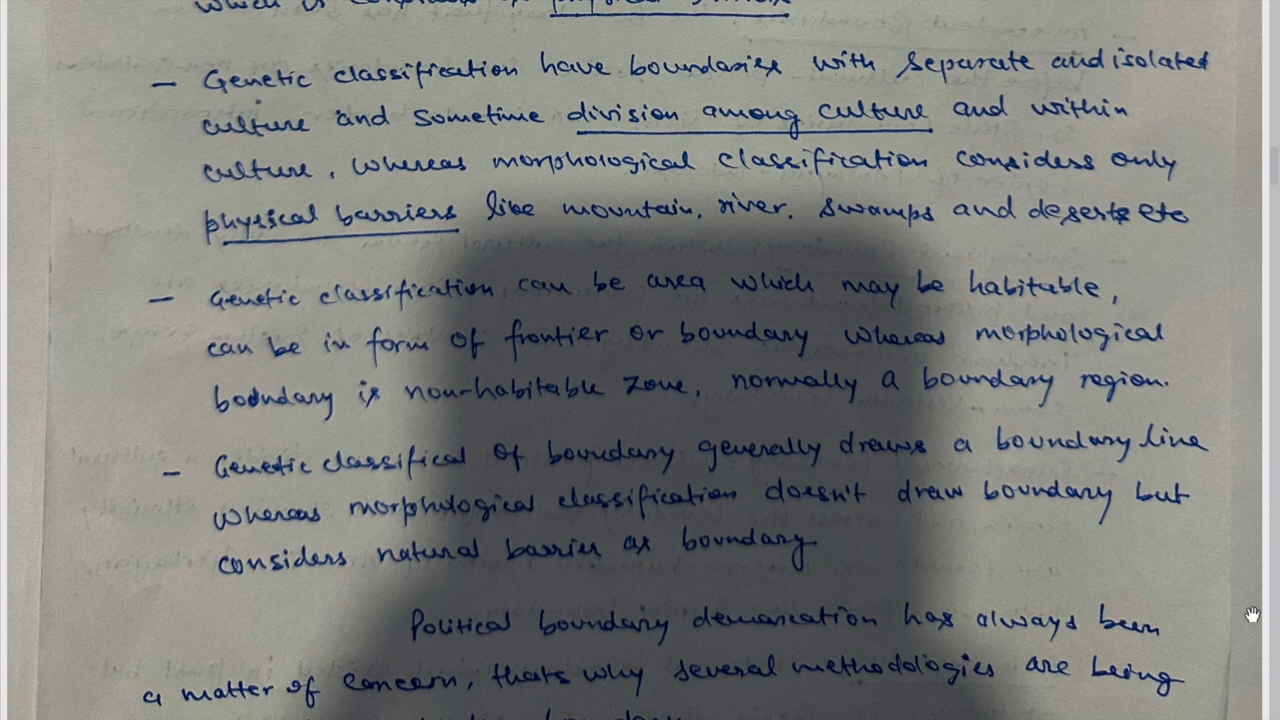 - Genetic classification have boundaries with separate and isolated
culture and sometime division among culture and within
culture, whereas morphological classification considers only
physical barriers like mountain, river, swamps and deserts etc
- Genetic classification can be area which may be habitable,
can be in form of frontier or boundary whereas morphological
boundary is non-habitable zone, normally a boundary region.
- Genetic classifical of boundary generally draws a boundary line
whereas morphological classification doesn't draw boundary but
considers natural barrier as boundary
Political boundary demarcation has always been
a matter of concern, thats why several methodologies are being